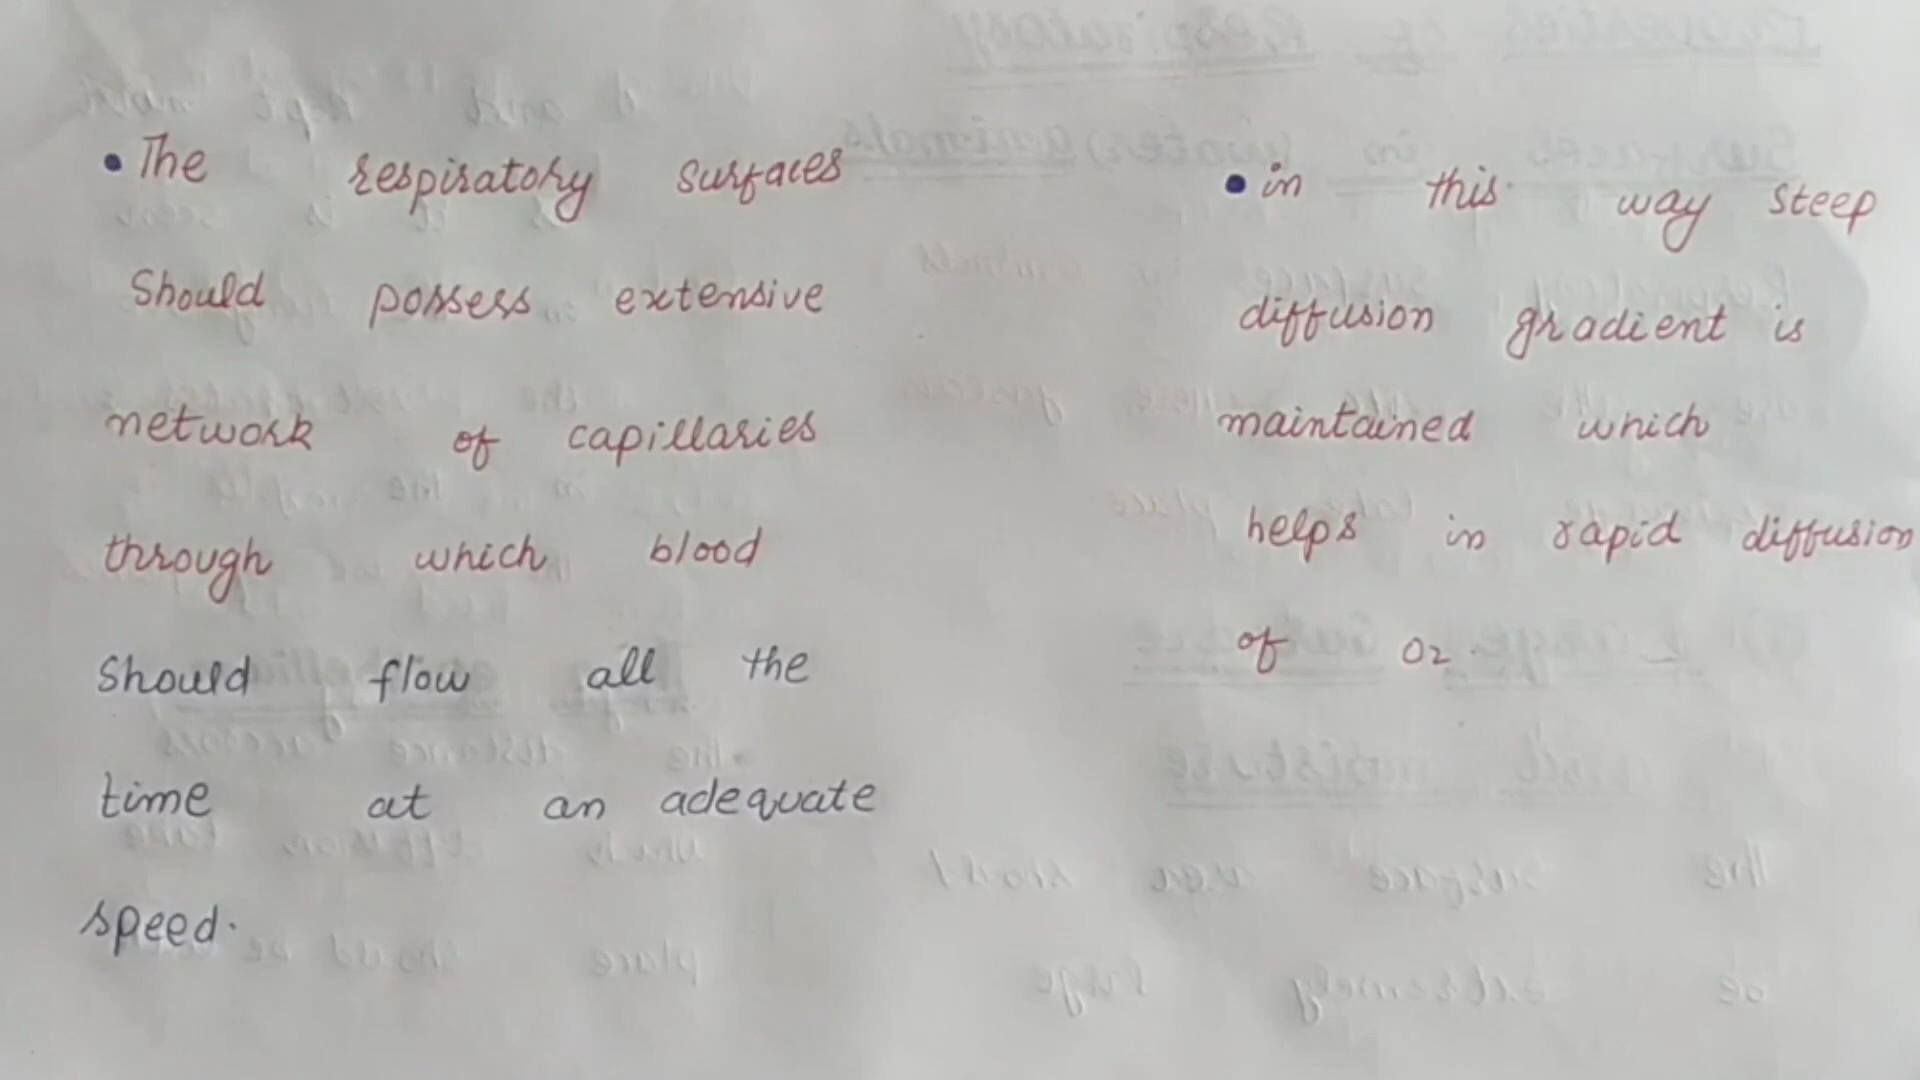 • The respiratory surfaces
Should possess extensive
network of capillaries
through which blood
Should flow all the
time at an adequate
speed.
• in this way steep
diffusion gradient is
maintained which
helps in rapid diffusion
of O2.